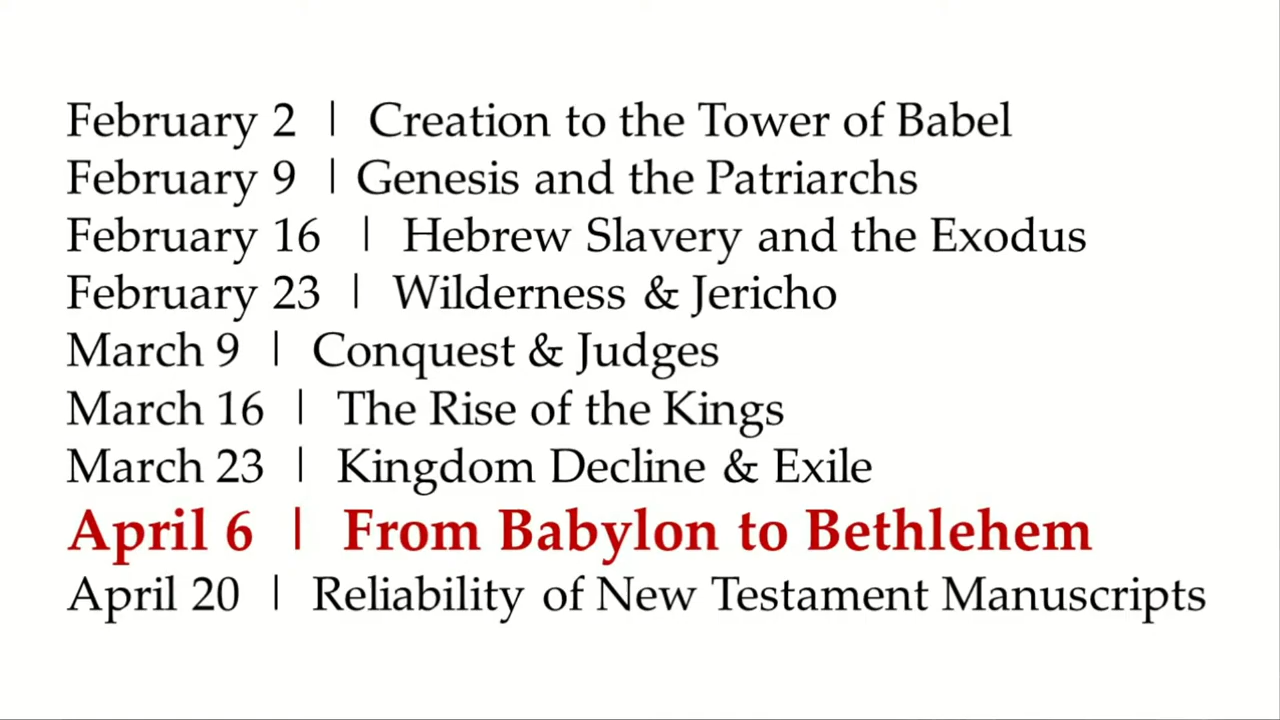 February 2 | Creation to the Tower of Babel
February 9 | Genesis and the Patriarchs
February 16 | Hebrew Slavery and the Exodus
February 23 | Wilderness & Jericho
March 9 | Conquest & Judges
March 16 | The Rise of the Kings
March 23 | Kingdom Decline & Exile
April 6 | From Babylon to Bethlehem
April 20 | Reliability of New Testament Manuscripts